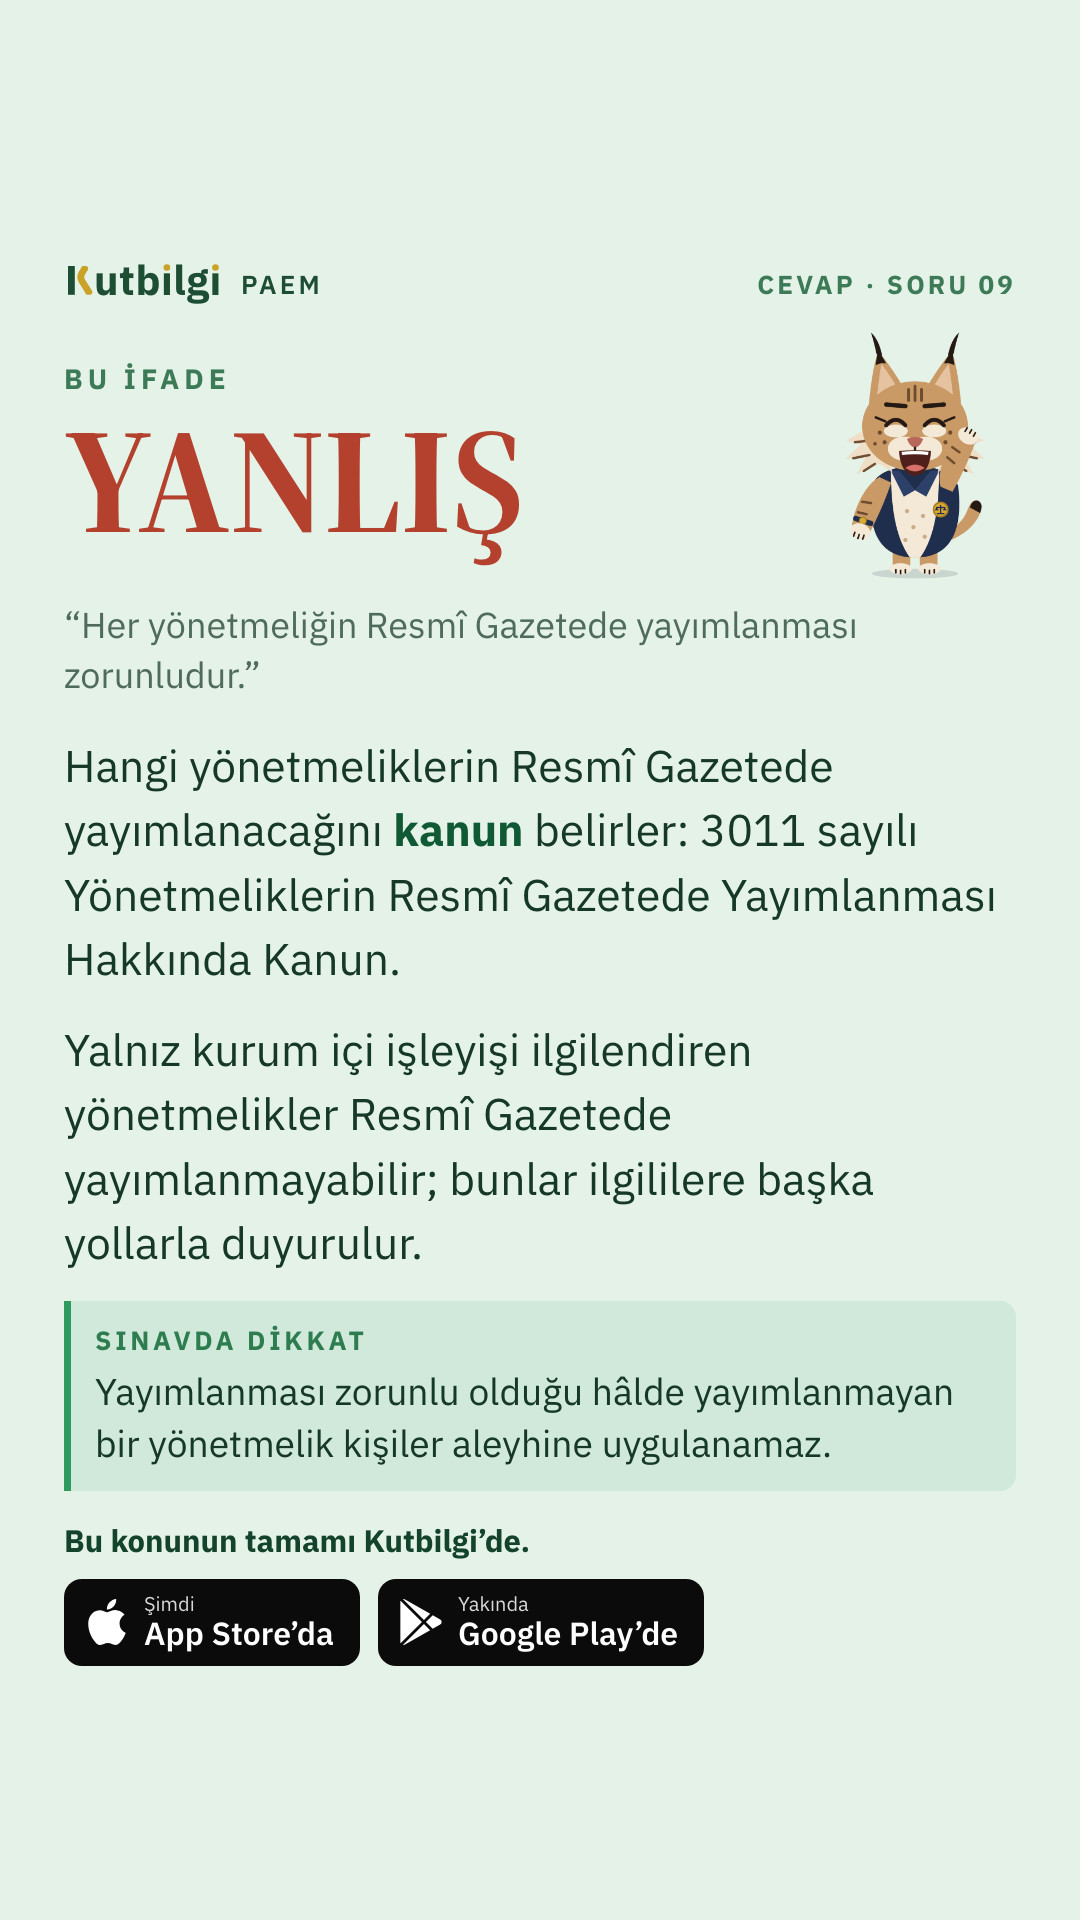 Kutbilgi PAEM
CEVAP · SORU 09
BU İFADE
YANLIŞ
“Her yönetmeliğin Resmî Gazetede yayımlanması
zorunludur.”
Hangi yönetmeliklerin Resmî Gazetede
yayımlanacağını kanun belirler: 3011 sayılı
Yönetmeliklerin Resmî Gazetede Yayımlanması
Hakkında Kanun.
Yalnız kurum içi işleyişi ilgilendiren
yönetmelikler Resmî Gazetede
yayımlanmayabilir; bunlar ilgililere başka
yollarla duyurulur.
SINAVDA DİKKAT
Yayımlanması zorunlu olduğu hâlde yayımlanmayan
bir yönetmelik kişiler aleyhine uygulanamaz.
Bu konunun tamamı Kutbilgi’de.
Şimdi
App Store’da
Yakında
Google Play’de